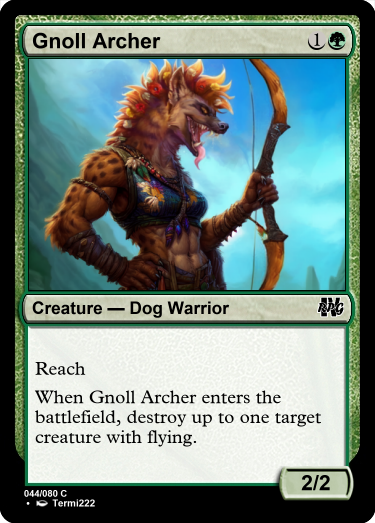 Gnoll Archer 1
Creature — Dog Warrior
RPG
Reach
When Gnoll Archer enters the
battlefield, destroy up to one target
creature with flying.
2/2
044/080 C
• Termi222